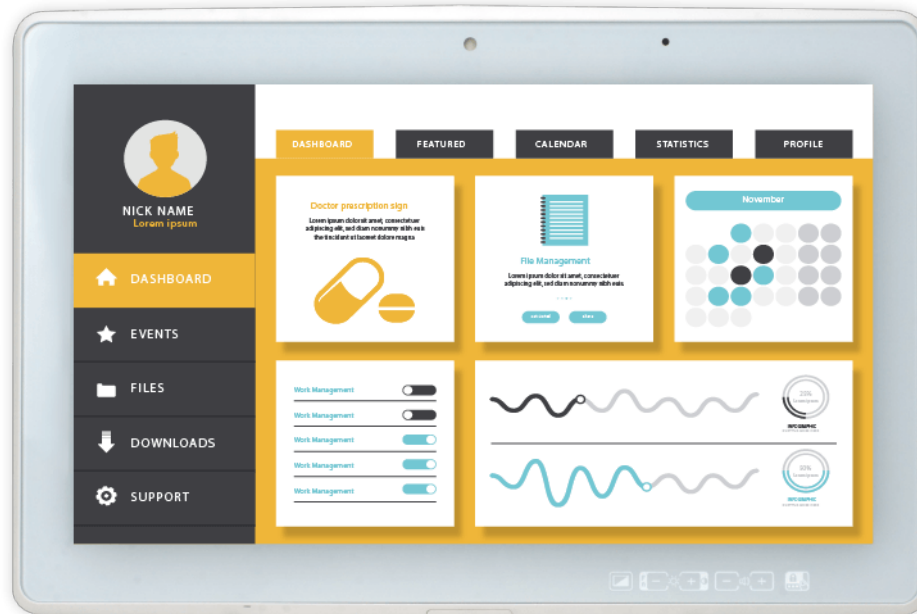 NICK NAME
Lorem ipsum
DASHBOARD
EVENTS
FILES
DOWNLOADS
SUPPORT
DASHBOARD
FEATURED
CALENDAR
STATISTICS
PROFILE
Doctor prascription sign
Lorem ipsum dolor sit amet, consectetuer
adipiscing elit, sed diam nonummy nibh euis
the tincidunt ut laoreet dolore magna
File Management
Lorem ipsum dolor sit amet, consectetuer
adipiscing elit, sed diam nonummy nibh euis
November
Work Management
Work Management
Work Management
Work Management
Work Management
25%
INFOGRAPHIC
INFOGRAPHIC